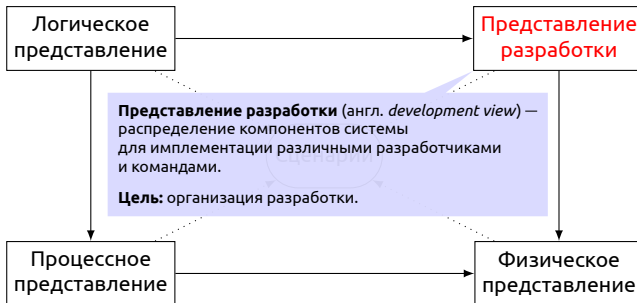 Логическое
представление
Представление
разработки
Представление разработки (англ. development view) —
распределение компонентов системы
для имплементации различными разработчиками
и командами.
Цель: организация разработки.
Сценарии
Процессное
представление
Физическое
представление